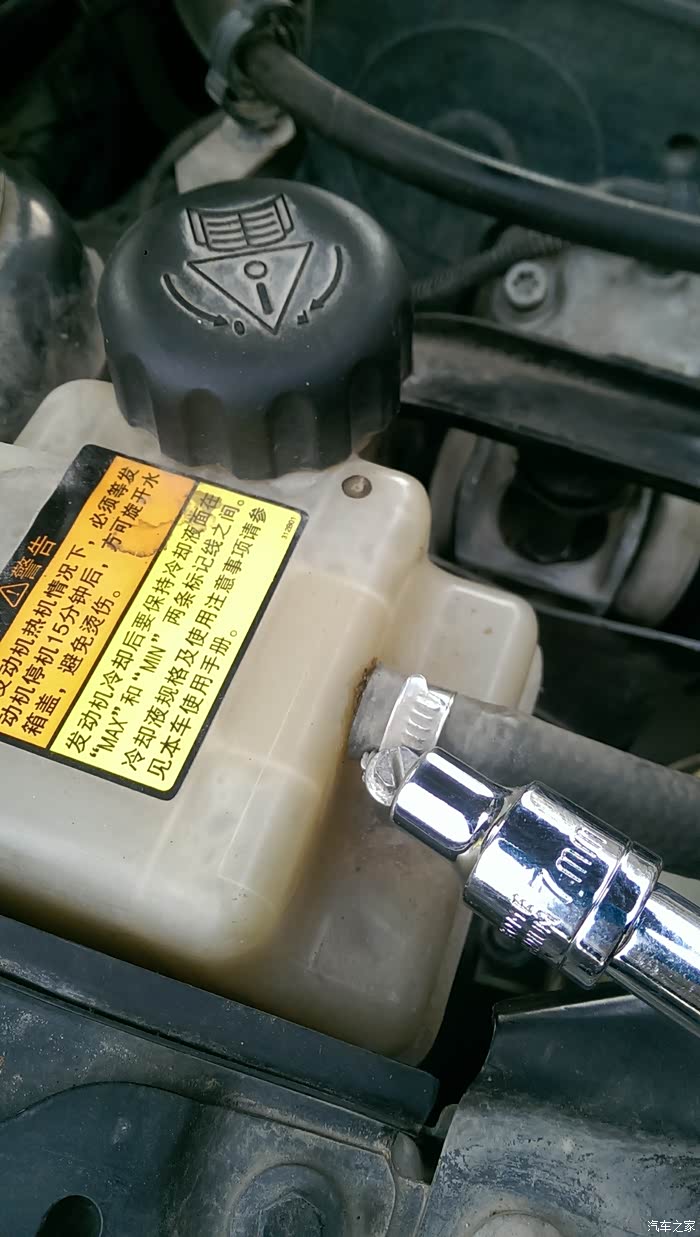 警告
发动机热机情况下，必须等发
动机停机15分钟后，方可旋开水
箱盖，避免烫伤。
发动机冷却后要保持冷却液面在
“MAX”和“MIN”两条标记线之间。
冷却液规格及使用注意事项请参
见本车使用手册。
7mm
汽车之家